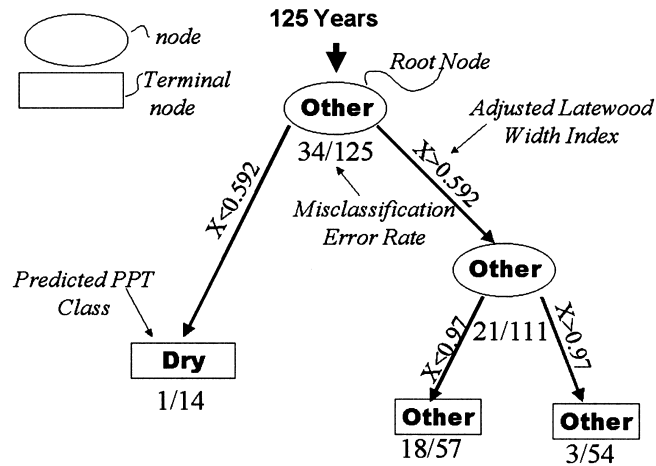 125 Years
node
Terminal
node
Root Node
Other
34/125
Adjusted Latewood
Width Index
X<0.592
X>0.592
Misclassification
Error Rate
Other
21/111
Predicted PPT
Class
Dry
1/14
X<0.97
X>0.97
Other
18/57
Other
3/54